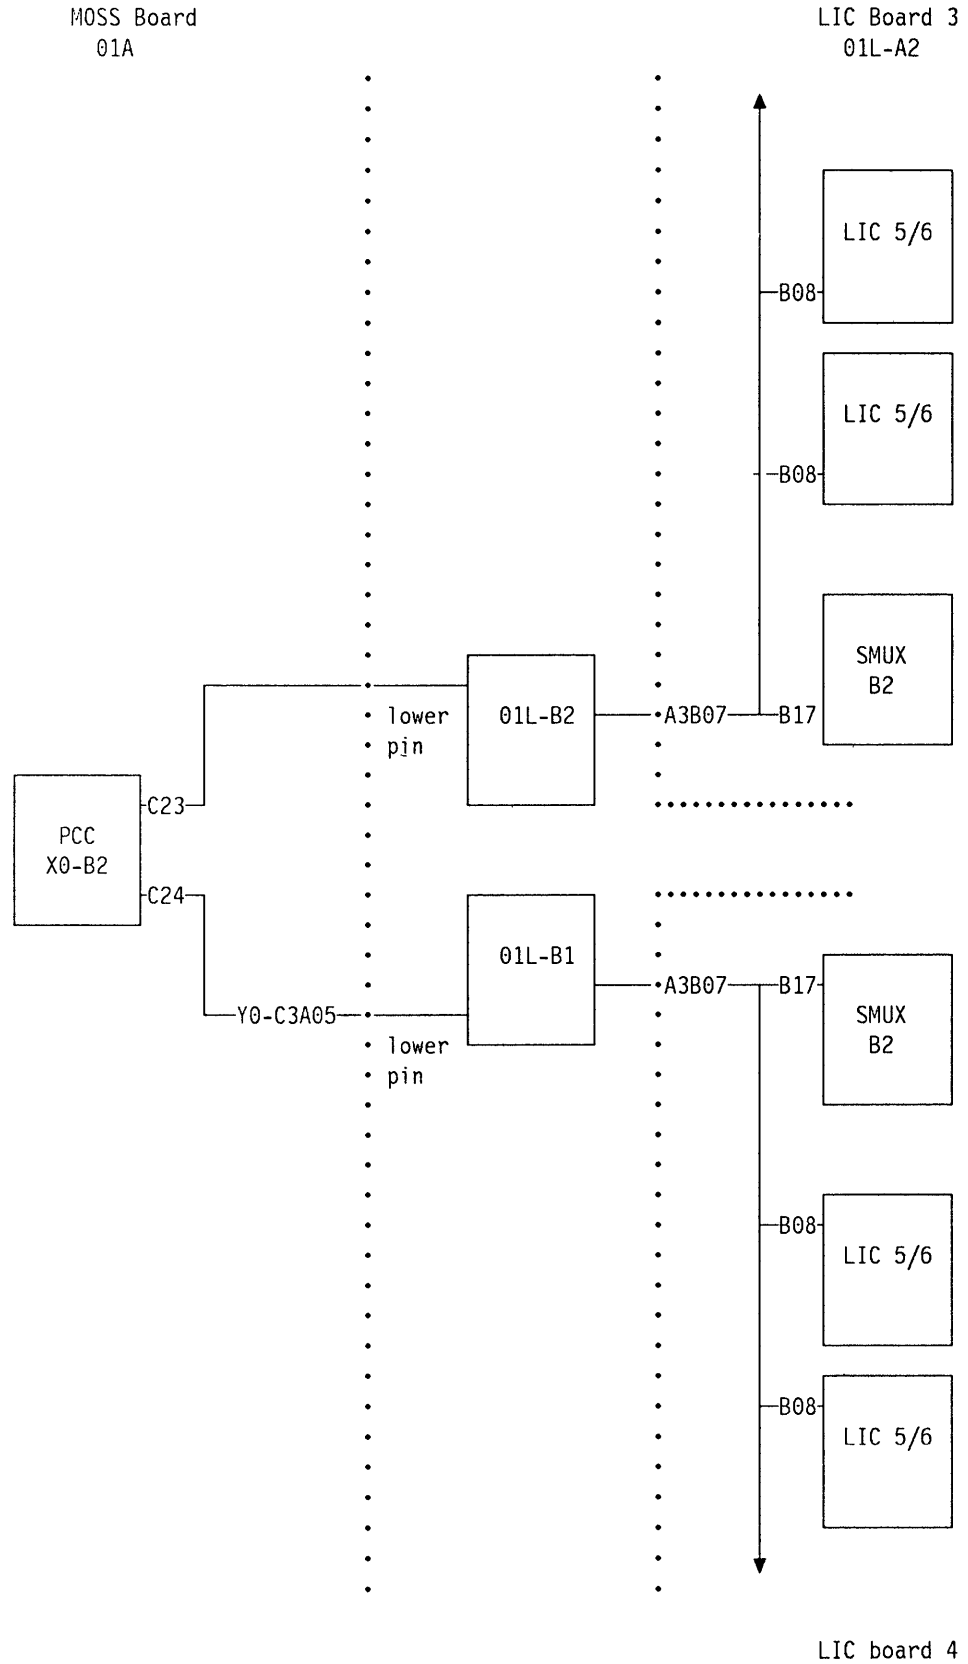 MOSS Board
01A
LIC Board 3
01L-A2
LIC 5/6
B08
LIC 5/6
B08
SMUX
B2
01L-B2
A3B07
B17
lower
pin
C23
PCC
X0-B2
C24
01L-B1
A3B07
B17
SMUX
B2
Y0-C3A05
lower
pin
B08
LIC 5/6
B08
LIC 5/6
LIC board 4